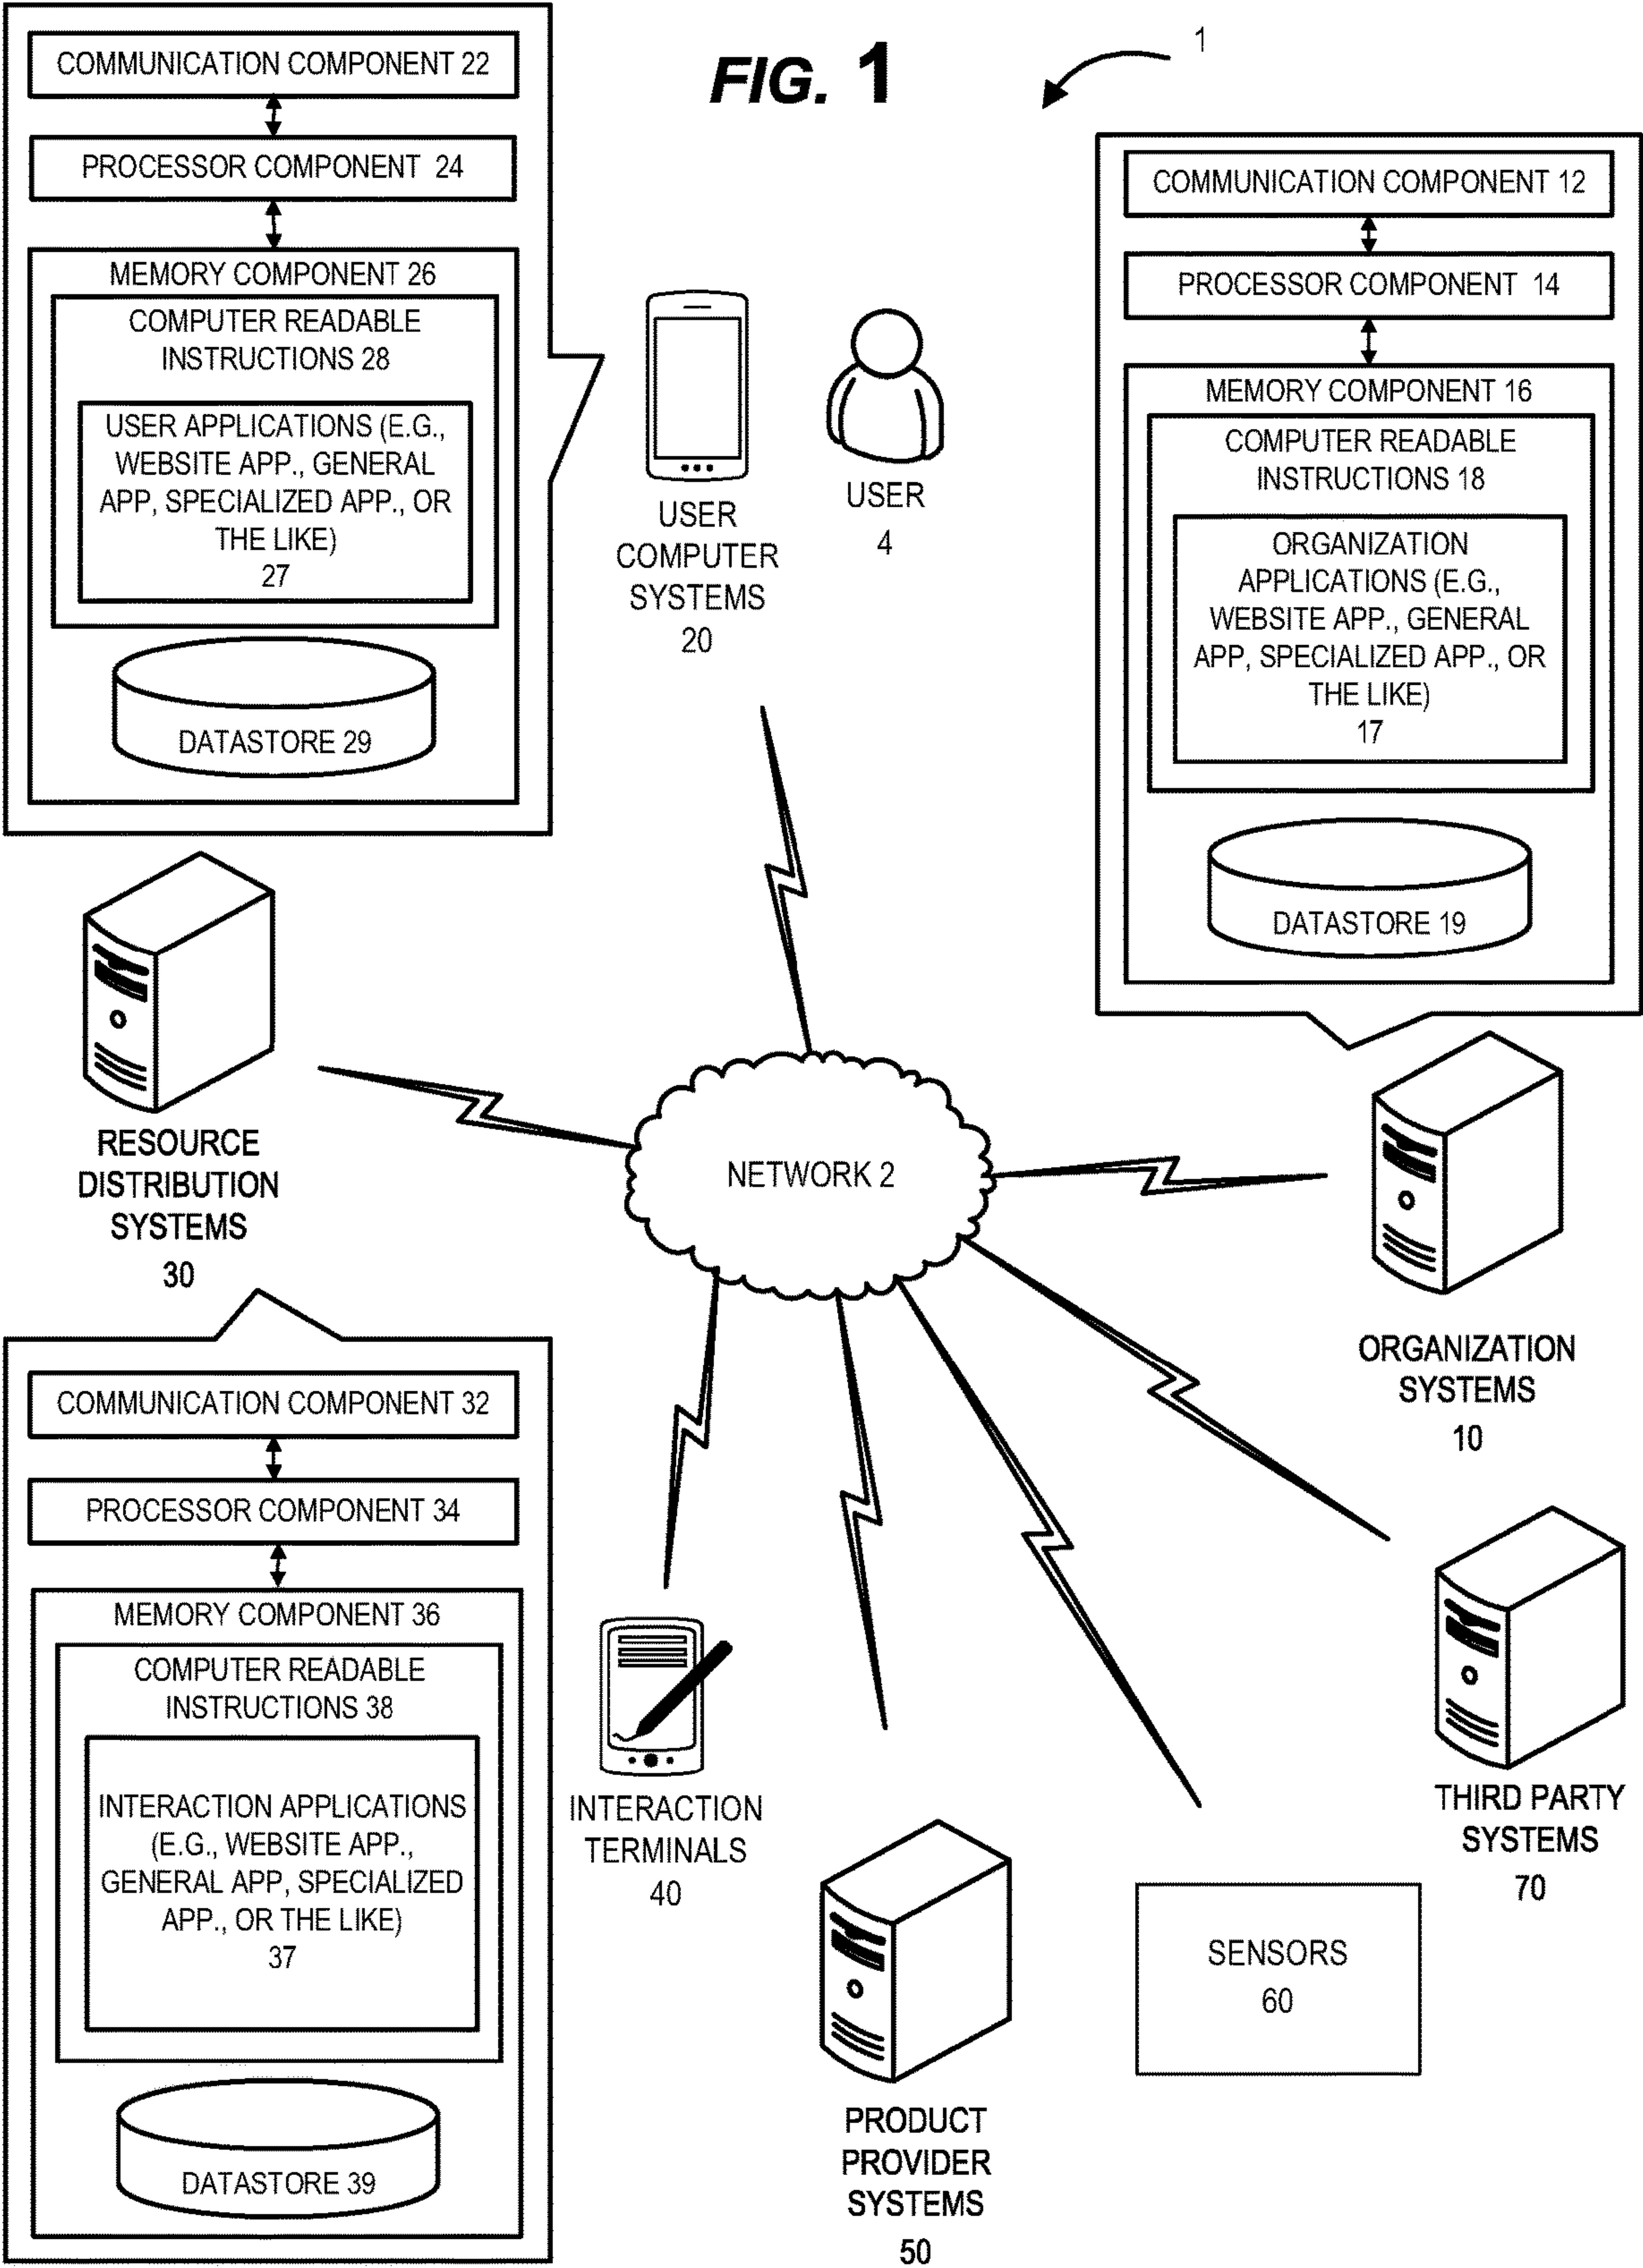 FIG. 1
1
COMMUNICATION COMPONENT 22
PROCESSOR COMPONENT 24
MEMORY COMPONENT 26
COMPUTER READABLE
INSTRUCTIONS 28
USER APPLICATIONS (E.G.,
WEBSITE APP., GENERAL
APP, SPECIALIZED APP., OR
THE LIKE)
27
DATASTORE 29
USER
COMPUTER
SYSTEMS
20
USER
4
COMMUNICATION COMPONENT 12
PROCESSOR COMPONENT 14
MEMORY COMPONENT 16
COMPUTER READABLE
INSTRUCTIONS 18
ORGANIZATION
APPLICATIONS (E.G.,
WEBSITE APP., GENERAL
APP, SPECIALIZED APP., OR
THE LIKE)
17
DATASTORE 19
RESOURCE
DISTRIBUTION
SYSTEMS
30
NETWORK 2
ORGANIZATION
SYSTEMS
10
COMMUNICATION COMPONENT 32
PROCESSOR COMPONENT 34
MEMORY COMPONENT 36
COMPUTER READABLE
INSTRUCTIONS 38
INTERACTION APPLICATIONS
(E.G., WEBSITE APP.,
GENERAL APP, SPECIALIZED
APP., OR THE LIKE)
37
DATASTORE 39
INTERACTION
TERMINALS
40
PRODUCT
PROVIDER
SYSTEMS
50
SENSORS
60
THIRD PARTY
SYSTEMS
70